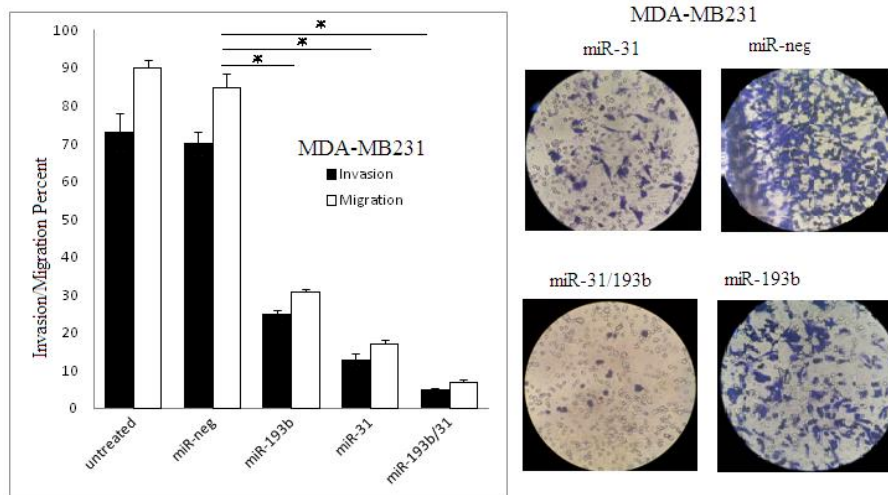 Invasion/Migration Percent
100
90
80
70
60
50
40
30
20
10
0
*
*
*
MDA-MB231
Invasion
Migration
untreated
miR-neg
miR-193b
miR-31
miR-193b/31
MDA-MB231
miR-31
miR-neg
miR-31/193b
miR-193b